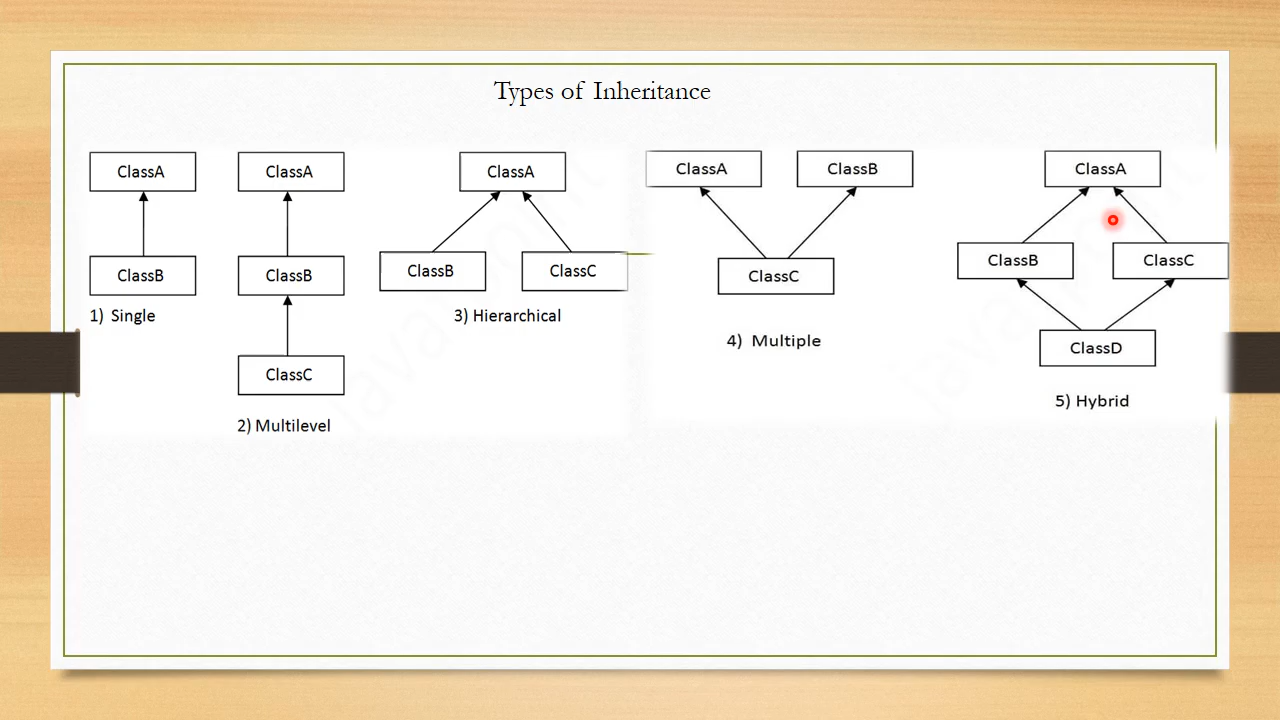 Types of Inheritance
ClassA
ClassB
1) Single
ClassA
ClassB
ClassC
2) Multilevel
ClassA
ClassB
ClassC
3) Hierarchical
ClassA
ClassB
ClassC
4) Multiple
ClassA
ClassB
ClassC
ClassD
5) Hybrid